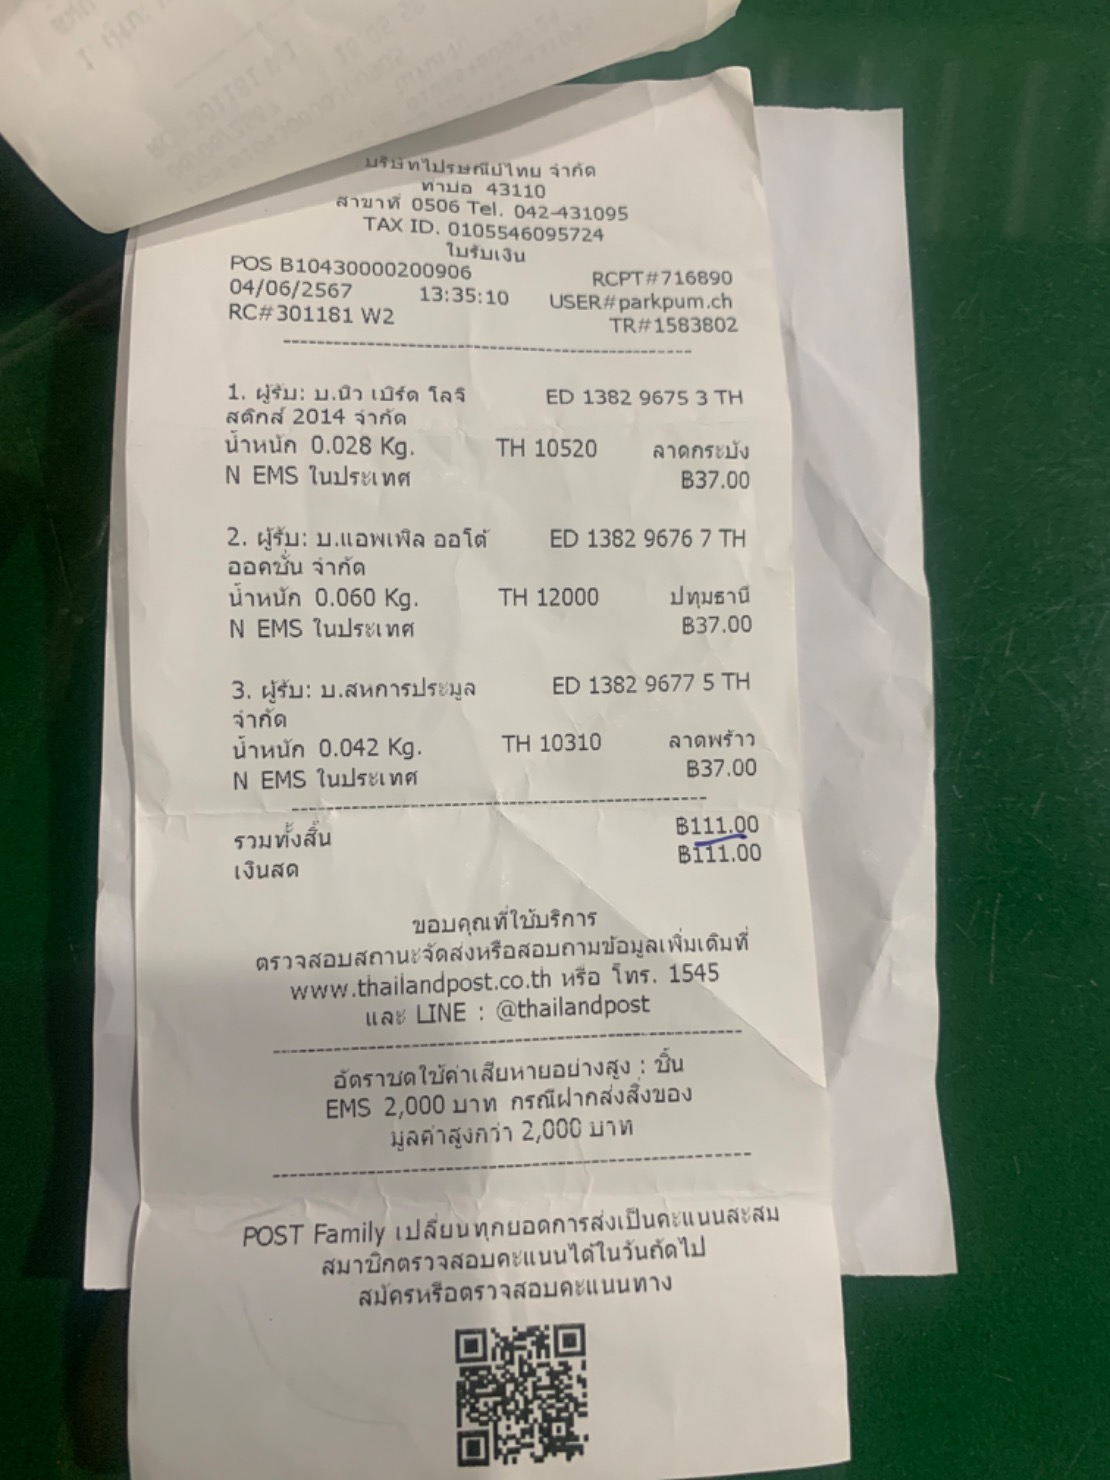 บริษัทไปรษณีย์ไทย จำกัด
ท่าบ่อ 43110
สาขาที่ 0506 Tel. 042-431095
TAX ID. 0105546095724
ใบรับเงิน
POS B10430000200906 RCPT#716890
04/06/2567 13:35:10 USER#parkpum.ch
RC#301181 W2 TR#1583802
1. ผู้รับ: บ.นิว เบิร์ด โลจิ ED 1382 9675 3 TH
สติกส์ 2014 จำกัด
น้ำหนัก 0.028 Kg. TH 10520 ลาดกระบัง
N EMS ในประเทศ ฿37.00
2. ผู้รับ: บ.แอพเพิล ออโต้ ED 1382 9676 7 TH
ออคชั่น จำกัด
น้ำหนัก 0.060 Kg. TH 12000 ปทุมธานี
N EMS ในประเทศ ฿37.00
3. ผู้รับ: บ.สหการประมูล ED 1382 9677 5 TH
จำกัด
น้ำหนัก 0.042 Kg. TH 10310 ลาดพร้าว
N EMS ในประเทศ ฿37.00
รวมทั้งสิ้น ฿111.00
เงินสด ฿111.00
ขอบคุณที่ใช้บริการ
ตรวจสอบสถานะจัดส่งหรือสอบถามข้อมูลเพิ่มเติมที่
www.thailandpost.co.th หรือ โทร. 1545
และ LINE : @thailandpost
อัตราชดใช้ค่าเสียหายอย่างสูง : ชิ้น
EMS 2,000 บาท กรณีฝากส่งสิ่งของ
มูลค่าสูงกว่า 2,000 บาท
POST Family เปลี่ยนทุกยอดการส่งเป็นคะแนนสะสม
สมาชิกตรวจสอบคะแนนได้ในวันถัดไป
สมัครหรือตรวจสอบคะแนนทาง